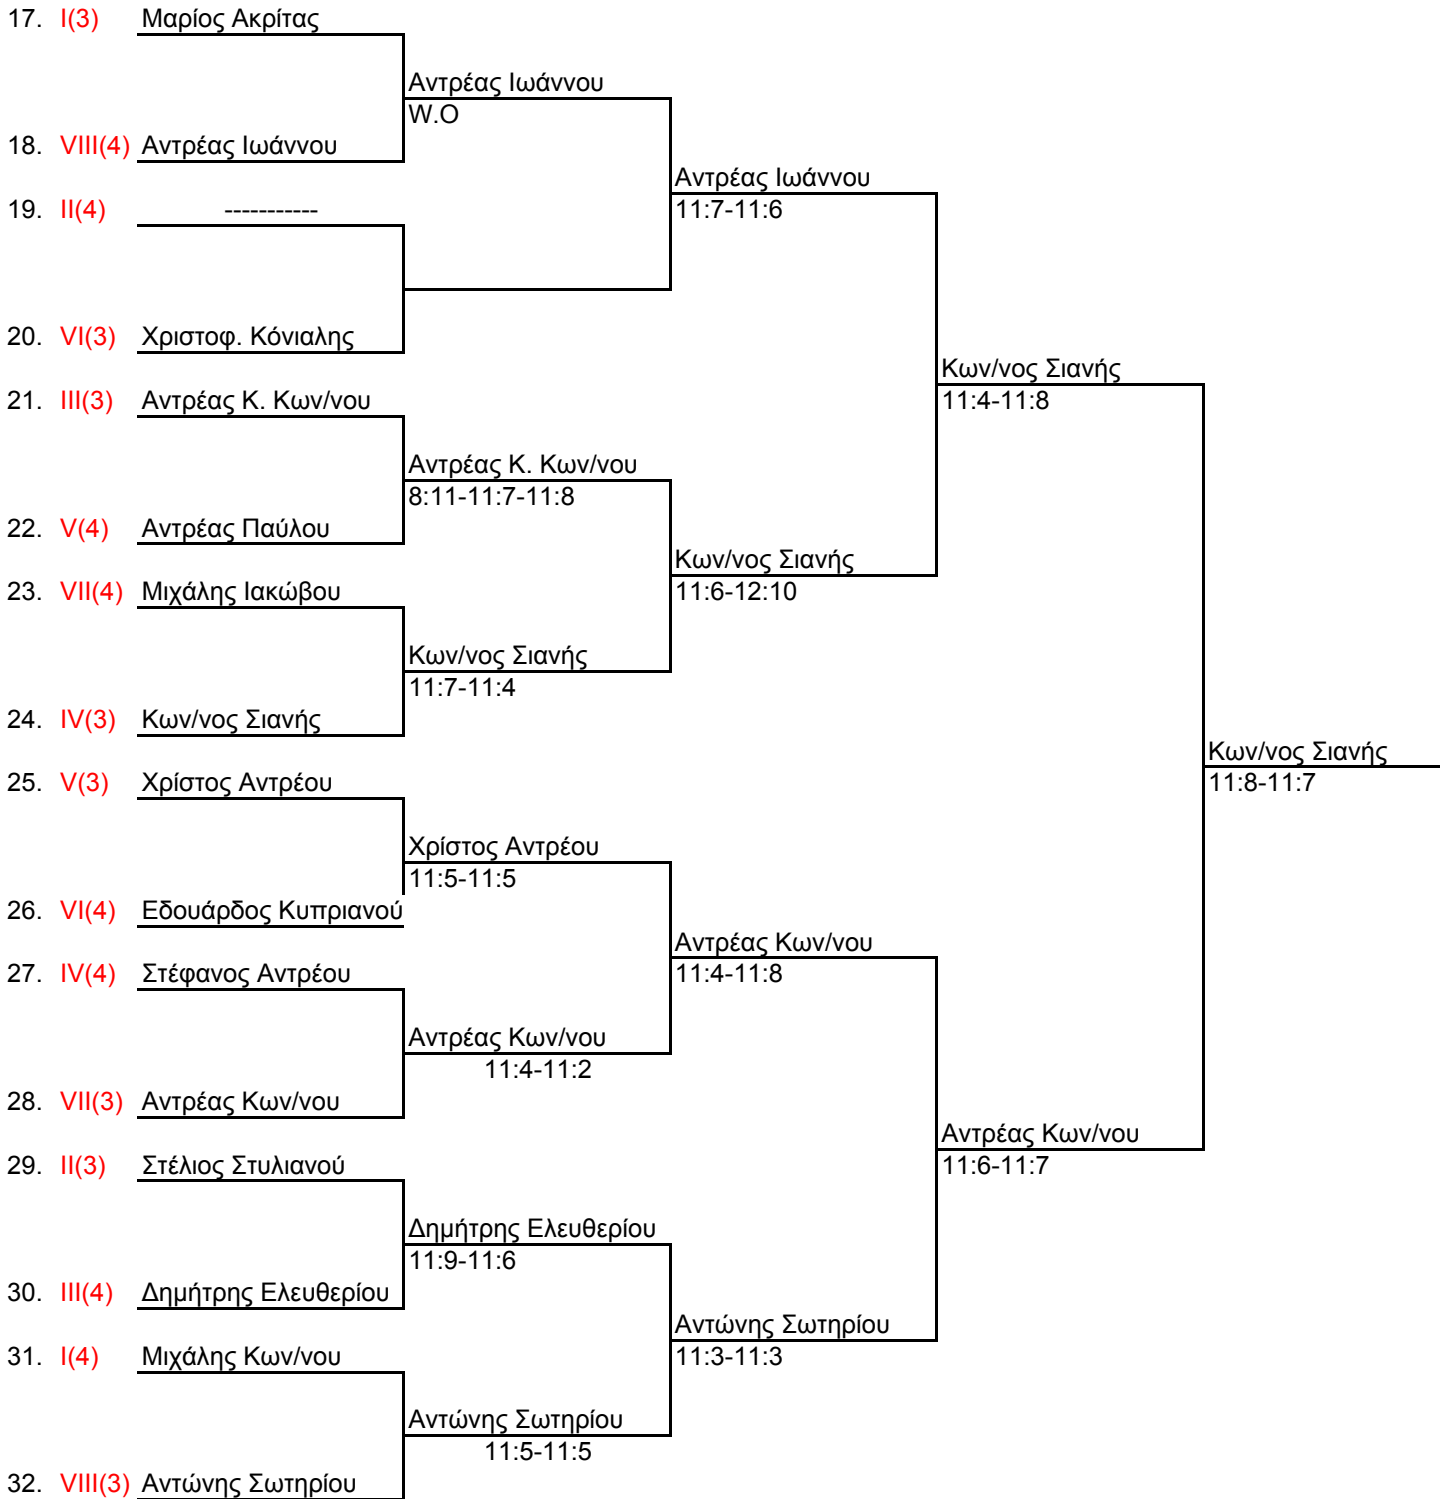 17. I(3) Μαρίος Ακρίτας
Αντρέας Ιωάννου
W.O
18. VIII(4) Αντρέας Ιωάννου
Αντρέας Ιωάννου
19. II(4) -----------
11:7-11:6
20. VI(3) Χριστοφ. Κόνιαλης
Κων/νος Σιανής
21. III(3) Αντρέας Κ. Κων/νου
11:4-11:8
Αντρέας Κ. Κων/νου
8:11-11:7-11:8
22. V(4) Αντρέας Παύλου
Κων/νος Σιανής
23. VII(4) Μιχάλης Ιακώβου
11:6-12:10
Κων/νος Σιανής
11:7-11:4
24. IV(3) Κων/νος Σιανής
Κων/νος Σιανής
25. V(3) Χρίστος Αντρέου
11:8-11:7
Χρίστος Αντρέου
11:5-11:5
26. VI(4) Εδουάρδος Κυπριανού
Αντρέας Κων/νου
27. IV(4) Στέφανος Αντρέου
11:4-11:8
Αντρέας Κων/νου
11:4-11:2
28. VII(3) Αντρέας Κων/νου
Αντρέας Κων/νου
29. II(3) Στέλιος Στυλιανού
11:6-11:7
Δημήτρης Ελευθερίου
11:9-11:6
30. III(4) Δημήτρης Ελευθερίου
Αντώνης Σωτηρίου
31. I(4) Μιχάλης Κων/νου
11:3-11:3
Αντώνης Σωτηρίου
11:5-11:5
32. VIII(3) Αντώνης Σωτηρίου